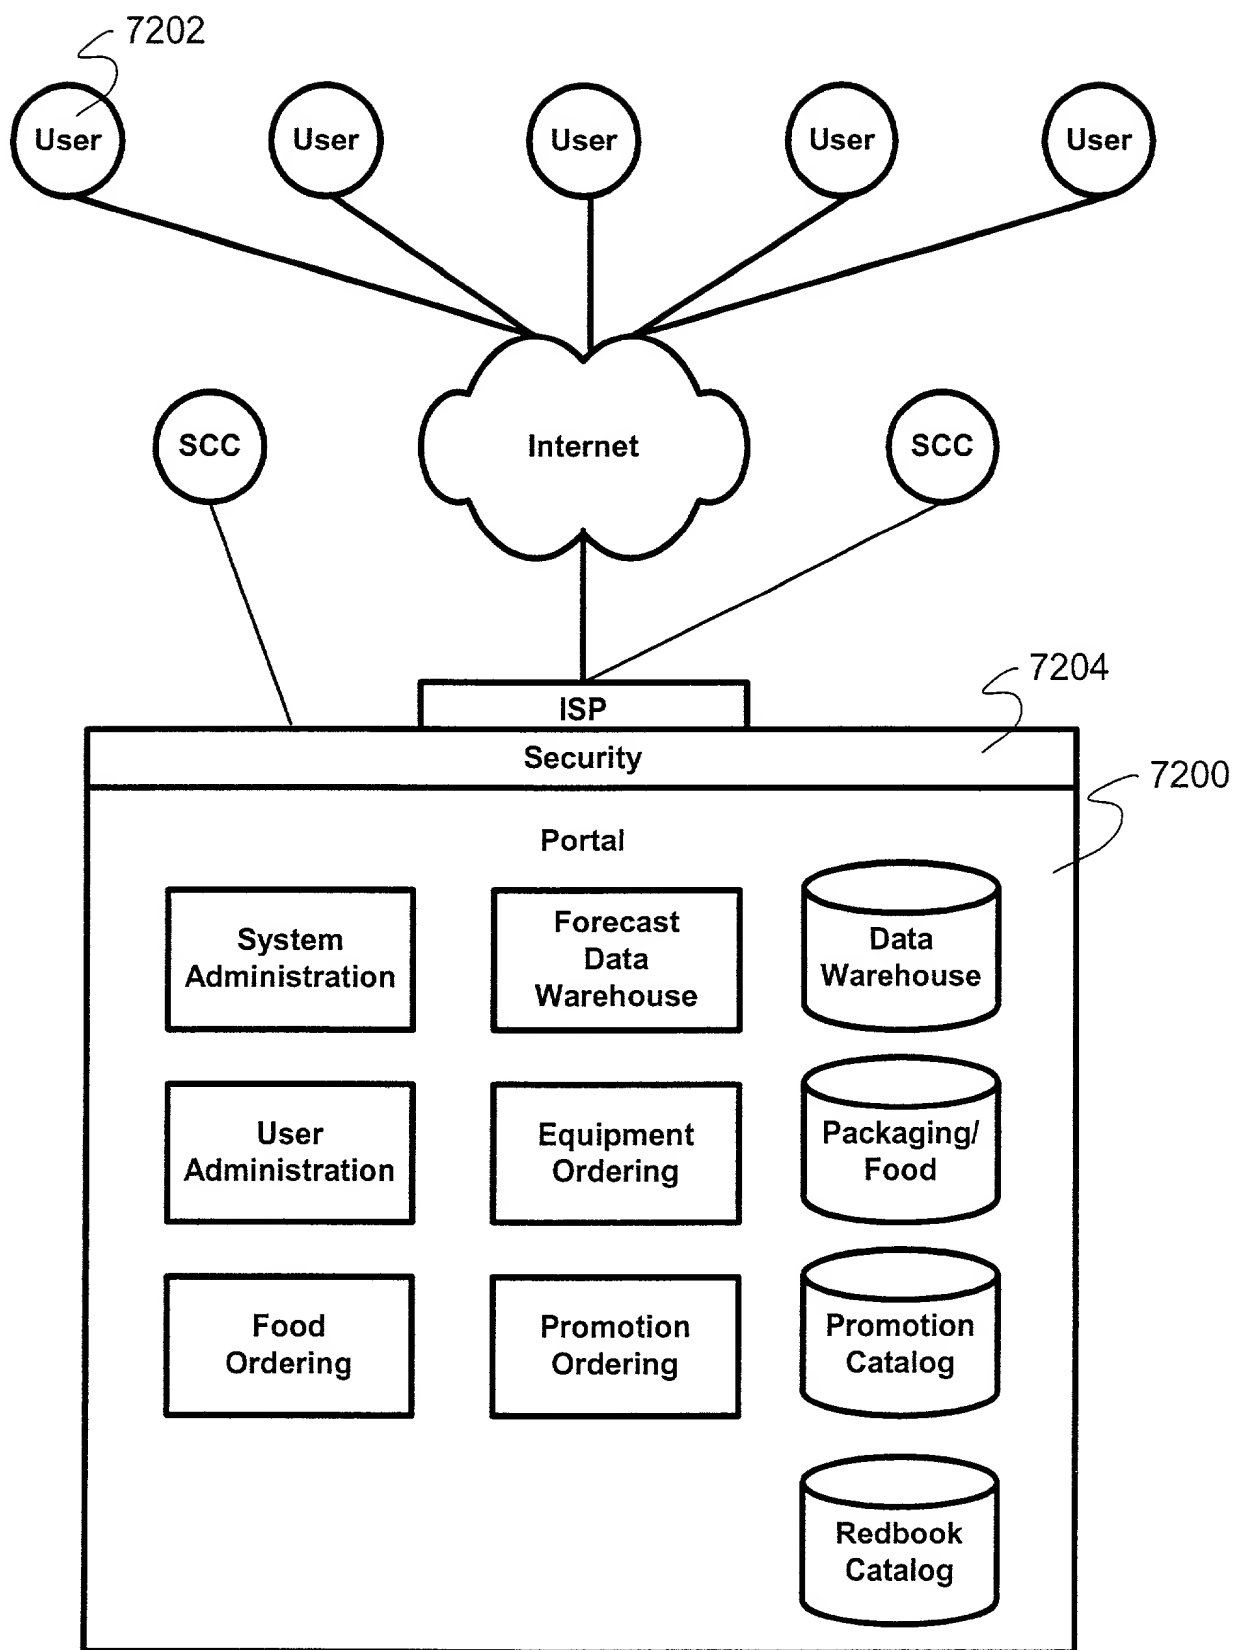 7202
User
User
User
User
User
SCC
Internet
SCC
7204
ISP
Security
7200
Portal
System
Administration
Forecast
Data
Warehouse
Data
Warehouse
User
Administration
Equipment
Ordering
Packaging/
Food
Food
Ordering
Promotion
Ordering
Promotion
Catalog
Redbook
Catalog